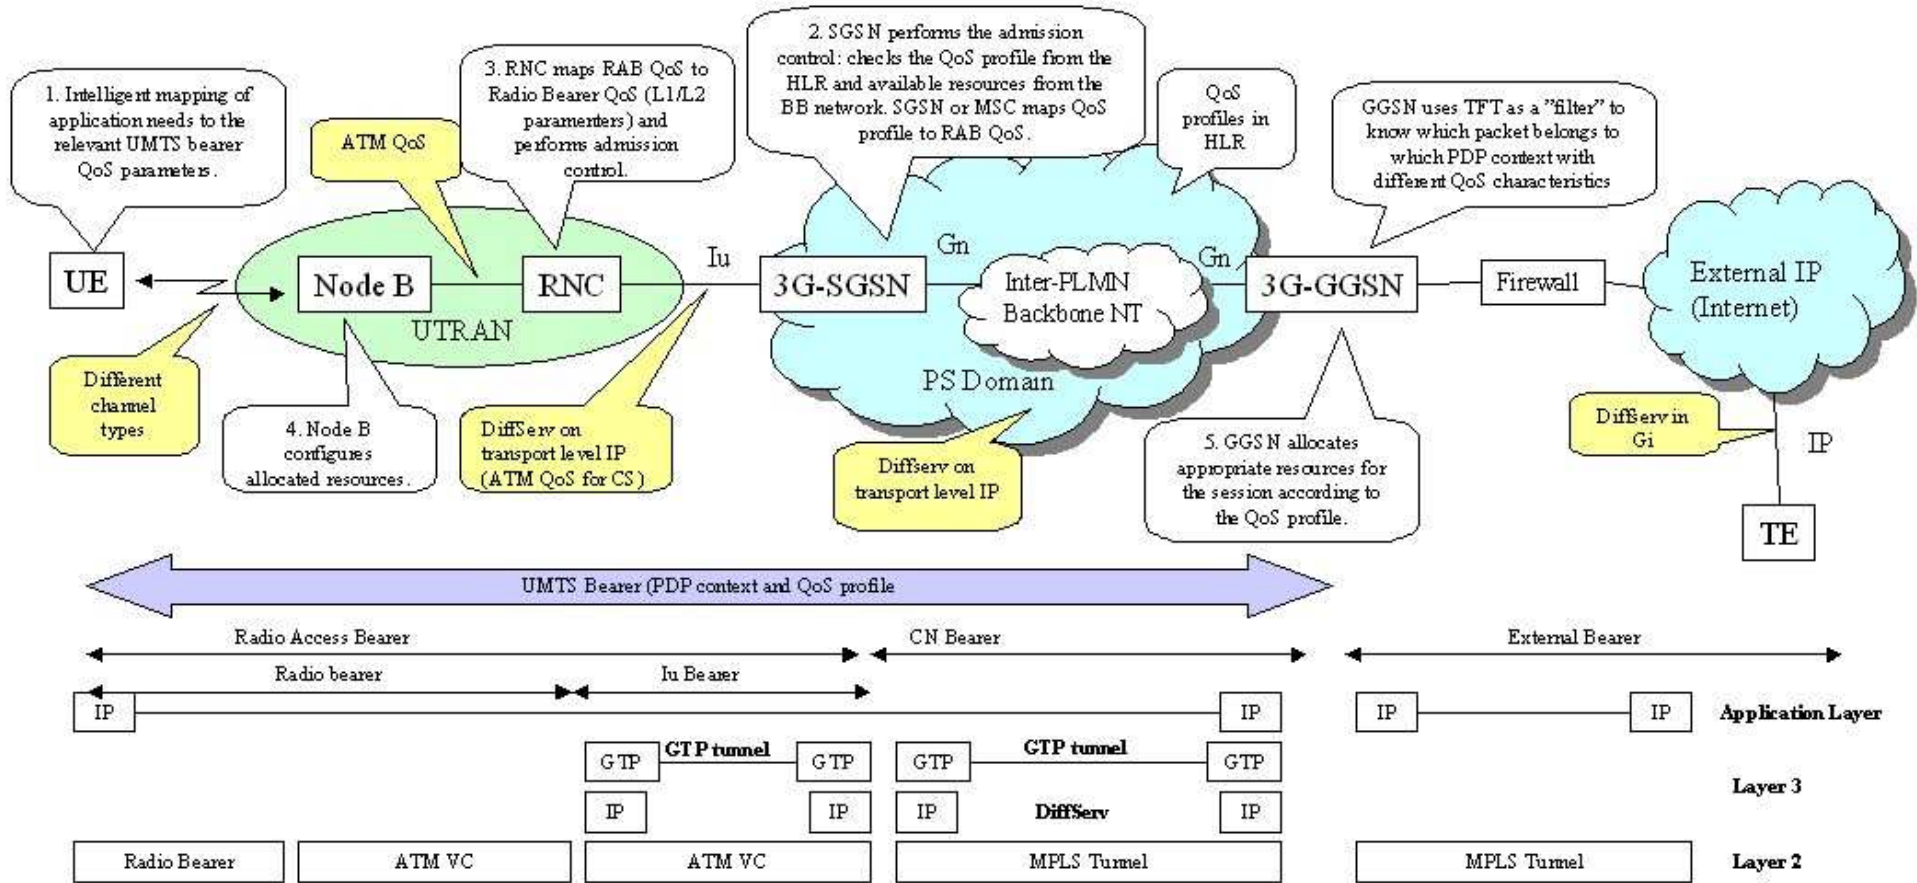 1. Intelligent mapping of
application needs to the
relevant UMTS bearer
QoS parameters.
ATM QoS
3. RNC maps RAB QoS to
Radio Bearer QoS (L1/L2
paramenters) and
performs admission
control.
2. SGSN performs the admission
control: checks the QoS profile from the
HLR and available resources from the
BB network. SGSN or MSC maps QoS
profile to RAB QoS.
QoS
profiles in
HLR
GGSN uses TFT as a ”filter” to
know which packet belongs to
which PDP context with
different QoS characteristics
UE
Node B
RNC
UTRAN
Iu
3G-SGSN
Gn
Inter-PLMN
Backbone NT
Gn
3G-GGSN
PS Domain
Firewall
External IP
(Internet)
Different
channel
types
4. Node B
configures
allocated resources.
DiffServ on
transport level IP
(ATM QoS for CS)
Diffserv on
transport level IP
5. GGSN allocates
appropriate resources for
the session according to
the QoS profile.
DiffServ in
Gi
IP
TE
UMTS Bearer (PDP context and QoS profile
Radio Access Bearer
CN Bearer
External Bearer
Radio bearer
Iu Bearer
IP
IP
IP
IP
Application Layer
GTP
GTP tunnel
GTP
GTP
GTP tunnel
GTP
Layer 3
IP
IP
IP
DiffServ
IP
Radio Bearer
ATM VC
ATM VC
MPLS Tunnel
MPLS Tunnel
Layer 2